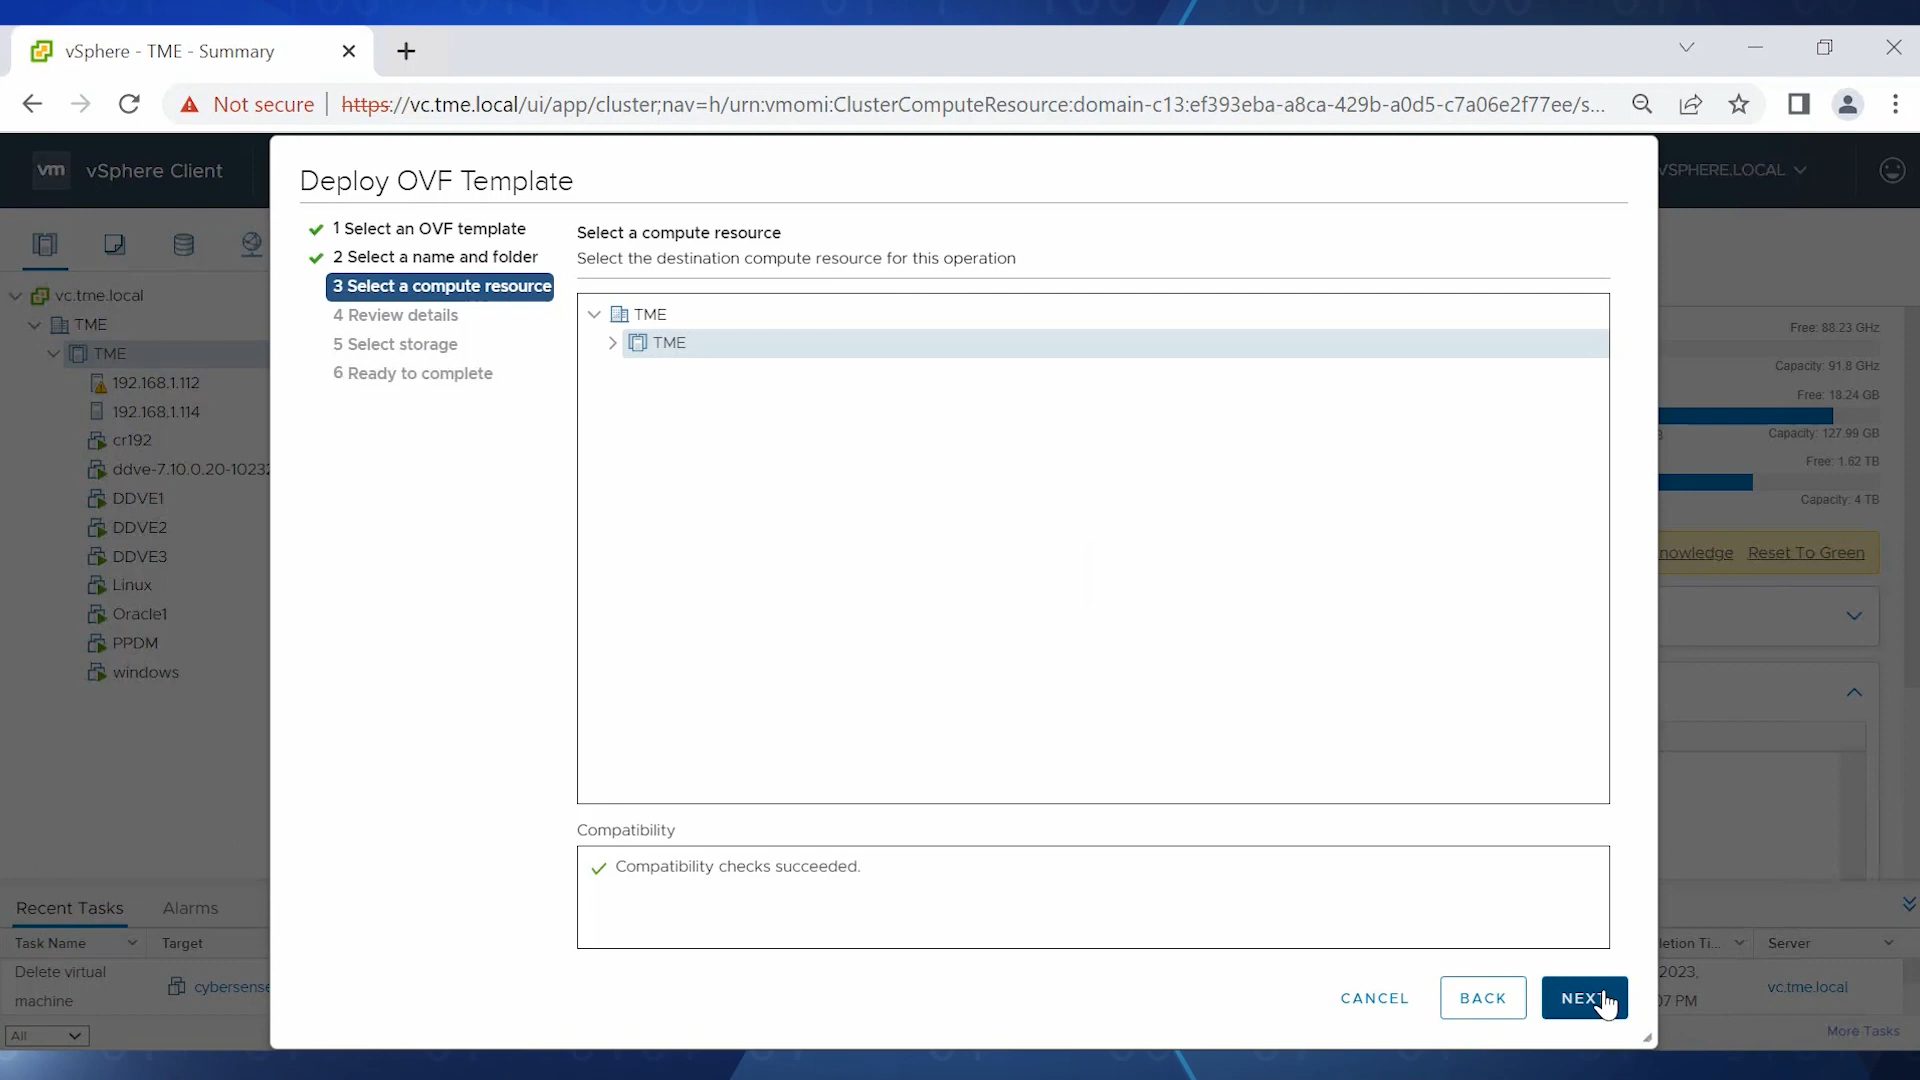 vSphere - TME - Summary
Not secure
https://vc.tme.local/ui/app/cluster;nav=h/urn:vmomi:ClusterComputeResource:domain-c13:ef393eba-a8ca-429b-a0d5-c7a06e2f77ee/s...
vm vSphere Client
VSPHERE.LOCAL
Deploy OVF Template
1 Select an OVF template
2 Select a name and folder
3 Select a compute resource
4 Review details
5 Select storage
6 Ready to complete
Select a compute resource
Select the destination compute resource for this operation
TME
TME
Compatibility
Compatibility checks succeeded.
CANCEL
BACK
NEXT
vc.tme.local
TME
TME
192.168.1.112
192.168.1.114
cr192
ddve-7.10.0.20-10232
DDVE1
DDVE2
DDVE3
Linux
Oracle1
PPDM
windows
Free: 88.23 GHz
Capacity: 91.8 GHz
Free: 18.24 GB
Capacity: 127.99 GB
Free: 1.62 TB
Capacity: 4 TB
nowledge Reset To Green
Recent Tasks Alarms
Task Name Target
letion Ti... Server
Delete virtual
machine
cybersense
2023,
07 PM
vc.tme.local
All
More Tasks